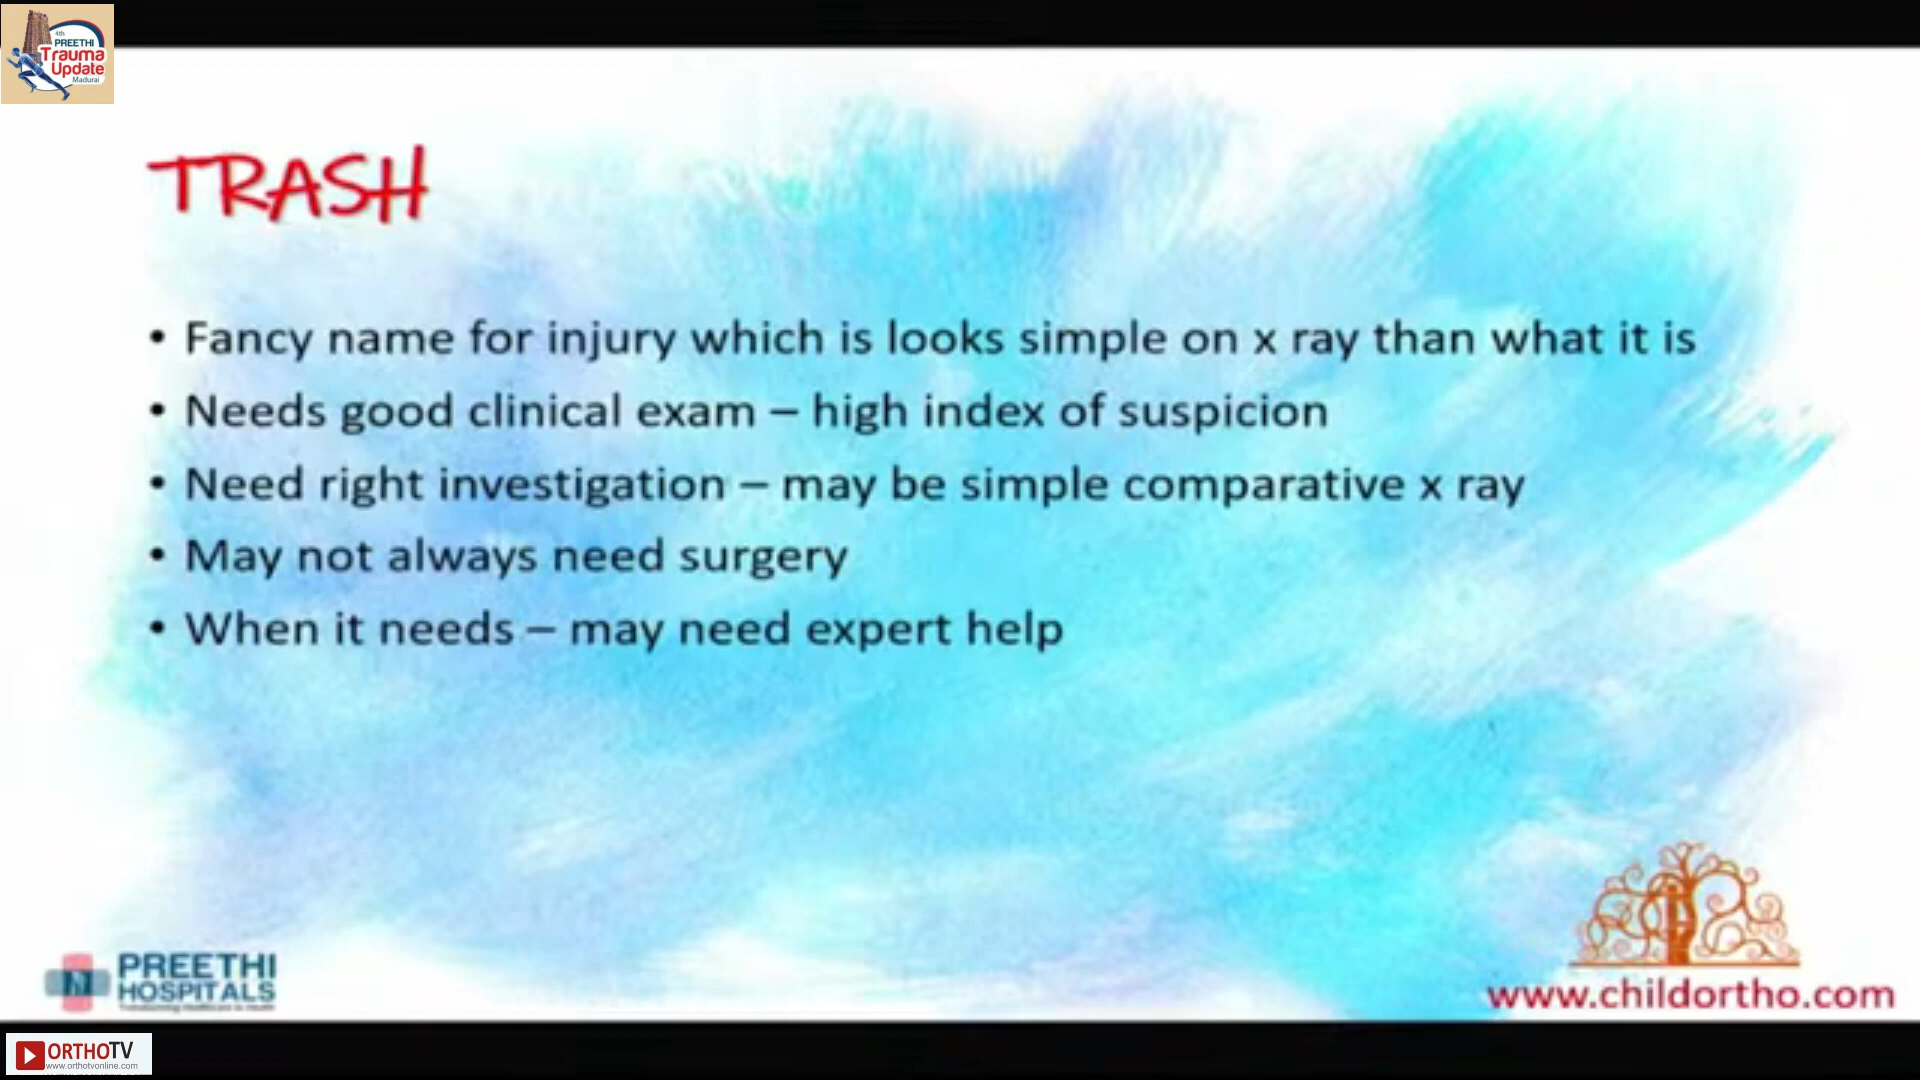 4th
PREETHI
Trauma
Update
Madurai
TRASH
• Fancy name for injury which is looks simple on x ray than what it is
• Needs good clinical exam – high index of suspicion
• Need right investigation – may be simple comparative x ray
• May not always need surgery
• When it needs – may need expert help
PREETHI
HOSPITALS
www.childortho.com
ORTHOTV
www.orthotvonline.com